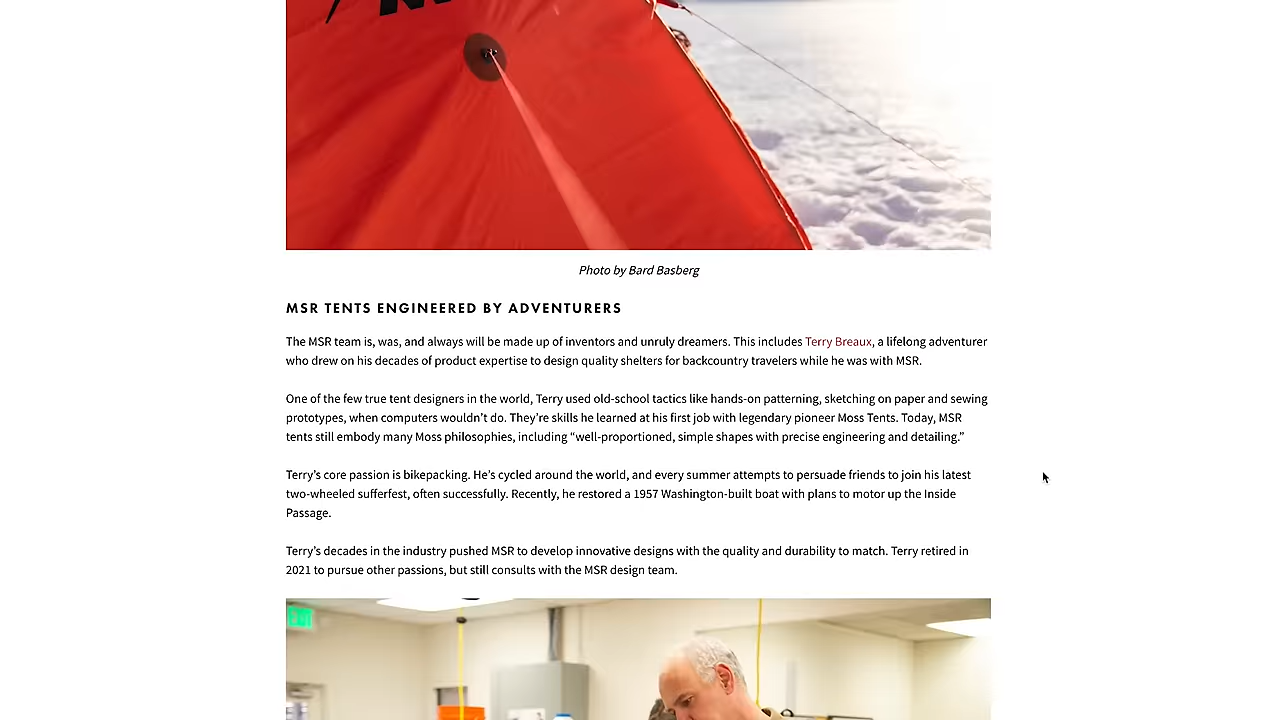 Photo by Bard Basberg
MSR TENTS ENGINEERED BY ADVENTURERS
The MSR team is, was, and always will be made up of inventors and unruly dreamers. This includes Terry Breaux, a lifelong adventurer
who drew on his decades of product expertise to design quality shelters for backcountry travelers while he was with MSR.
One of the few true tent designers in the world, Terry used old-school tactics like hands-on patterning, sketching on paper and sewing
prototypes, when computers wouldn’t do. They’re skills he learned at his first job with legendary pioneer Moss Tents. Today, MSR
tents still embody many Moss philosophies, including “well-proportioned, simple shapes with precise engineering and detailing.”
Terry’s core passion is bikepacking. He’s cycled around the world, and every summer attempts to persuade friends to join his latest
two-wheeled sufferfest, often successfully. Recently, he restored a 1957 Washington-built boat with plans to motor up the Inside
Passage.
Terry’s decades in the industry pushed MSR to develop innovative designs with the quality and durability to match. Terry retired in
2021 to pursue other passions, but still consults with the MSR design team.
EXIT